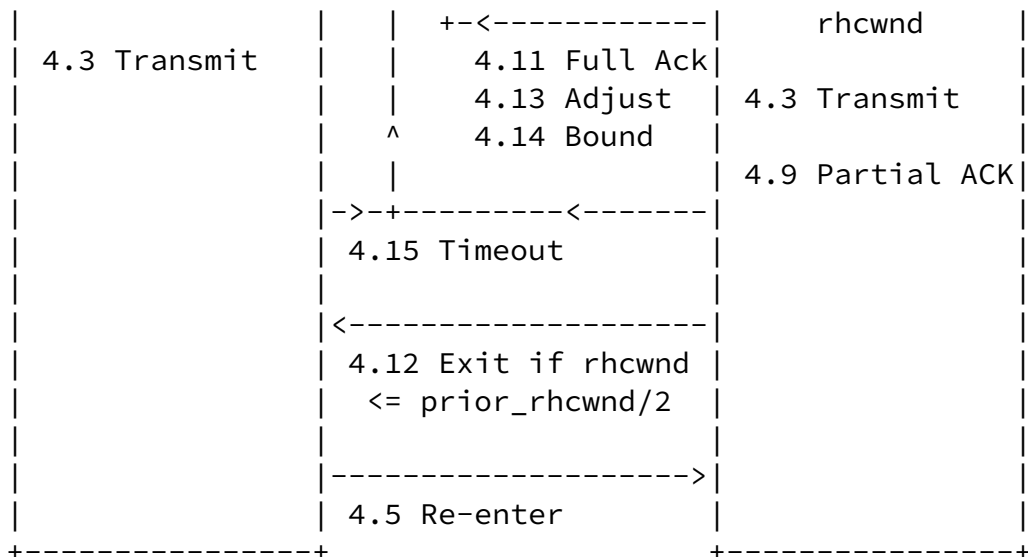 |                |   |  +-<------------|     rhcwnd     |
| 4.3 Transmit   |   |    4.11 Full Ack|                |
|                |   |    4.13 Adjust  | 4.3 Transmit   |
|                |   ^    4.14 Bound   |                |
|                |   |                 | 4.9 Partial ACK|
|                |->-+---------<-------|                |
|                | 4.15 Timeout        |                |
|                |                     |                |
|                |<--------------------|                |
|                | 4.12 Exit if rhcwnd |                |
|                |  <= prior_rhcwnd/2  |                |
|                |                     |                |
|                |-------------------->|                |
|                | 4.5 Re-enter        |                |
+----------------+                     +----------------+